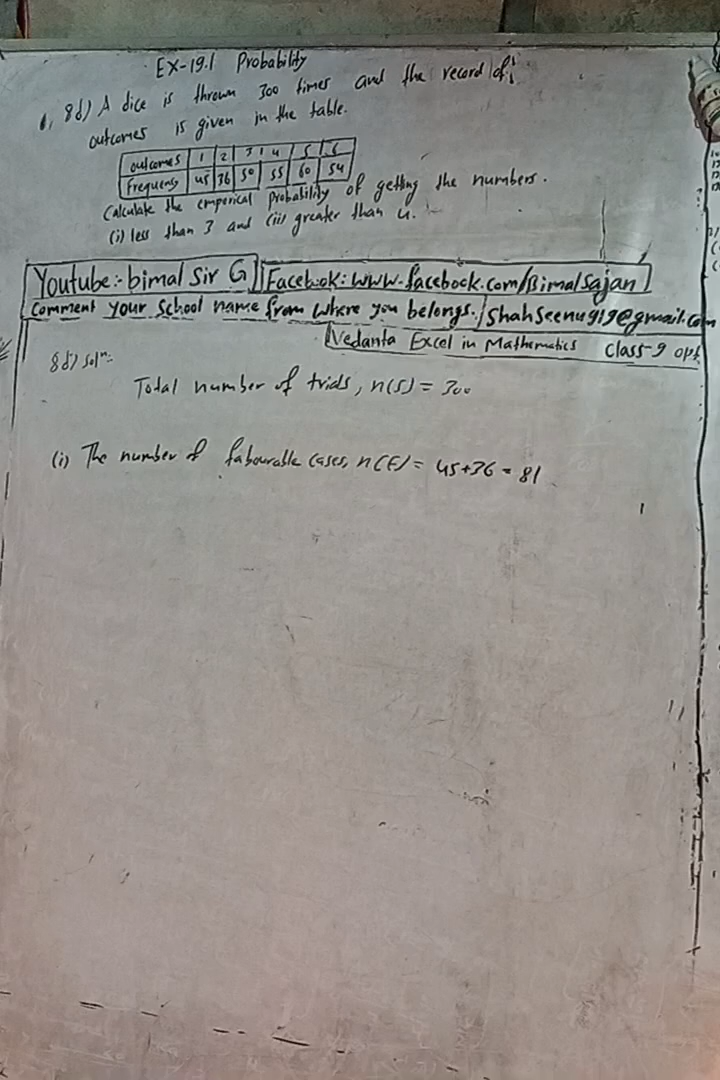 EX-19.1 Probability
8d) A dice is thrown 300 times and the record of
outcomes is given in the table.
outcomes 1 2 3 4 5 6
frequency 45 36 50 55 60 54
Calculate the emperical probability of getting the numbers.
(i) less than 3 and (ii) greater than 4.
Youtube:- bimal Sir G Facebook: www.facebook.com/Bimalsajan
Comment your School name from where you belongs. shahseenu919@gmail.com
Vedanta Excel in Mathematics Class-9 opt
8d) Solⁿ:
Total number of trials, n(S) = 300
(i) The number of fabourable cases, n(E) = 45+36 = 81